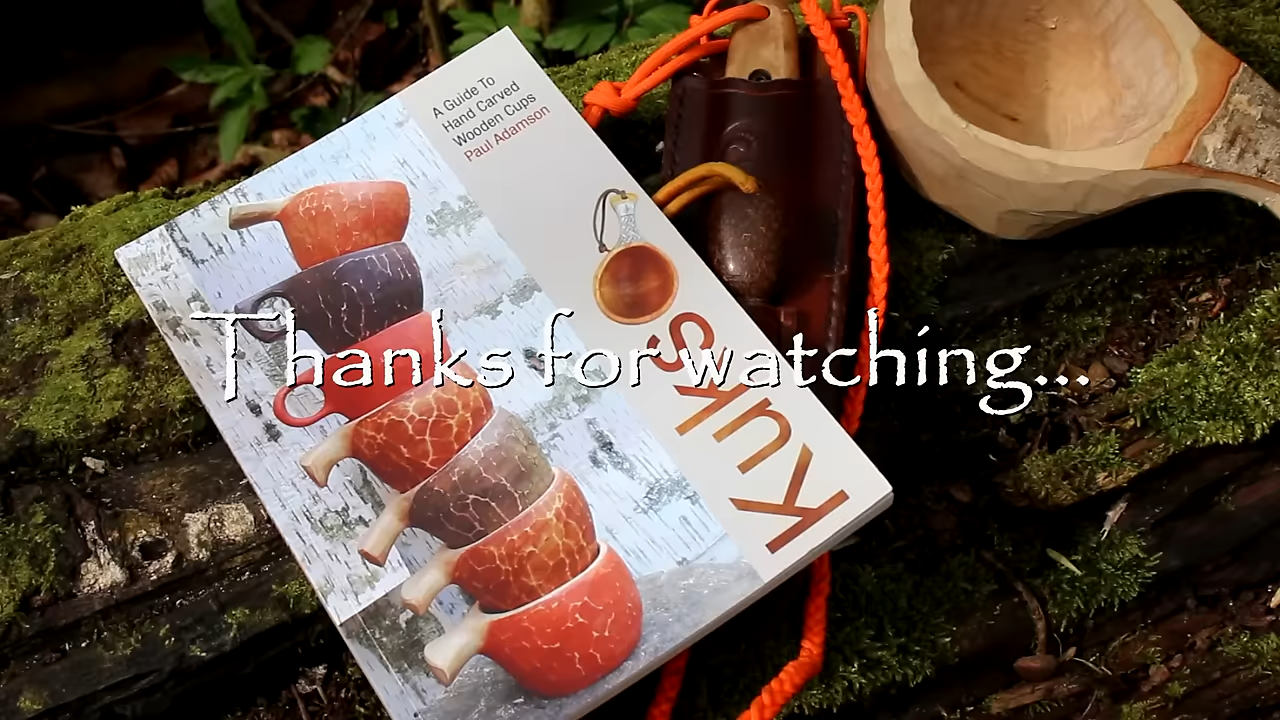 A Guide To
Hand Carved
Wooden Cups
Paul Adamson
Kuksa
Thanks for watching...